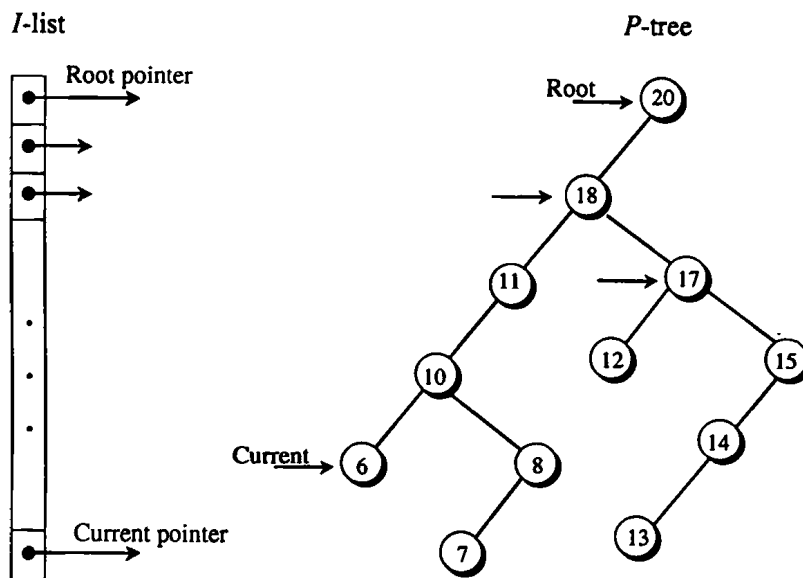 I-list
P-tree
Root pointer
Root
20
18
11
17
12
15
10
14
Current
6
8
13
7
Current pointer